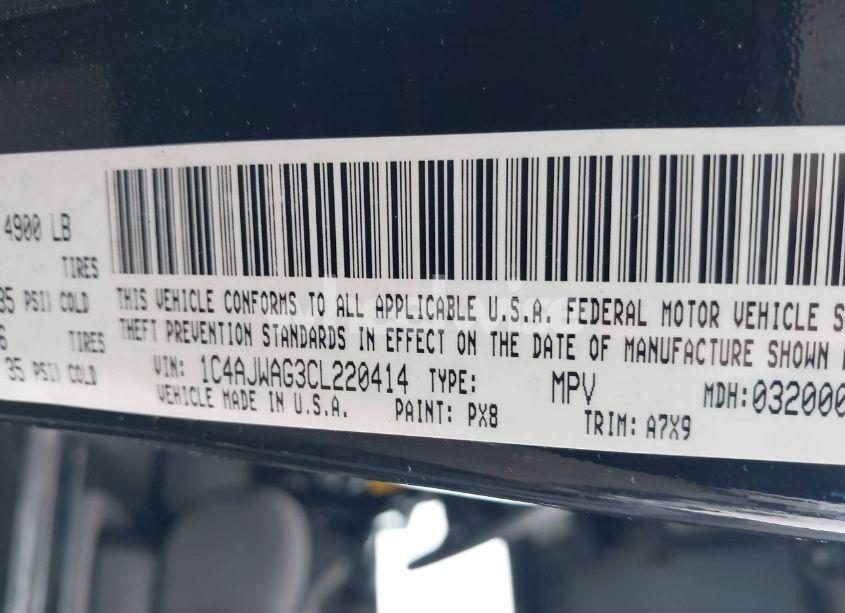 4900 LB
TIRES
35 PSI) COLD
TIRES
35 PSI) COLD
THIS VEHICLE CONFORMS TO ALL APPLICABLE U.S.A. FEDERAL MOTOR VEHICLE S
THEFT PREVENTION STANDARDS IN EFFECT ON THE DATE OF MANUFACTURE SHOWN
VIN: 1C4AJWAG3CL220414 TYPE: MPV MDH: 032000
VEHICLE MADE IN U.S.A. PAINT: PX8 TRIM: A7X9